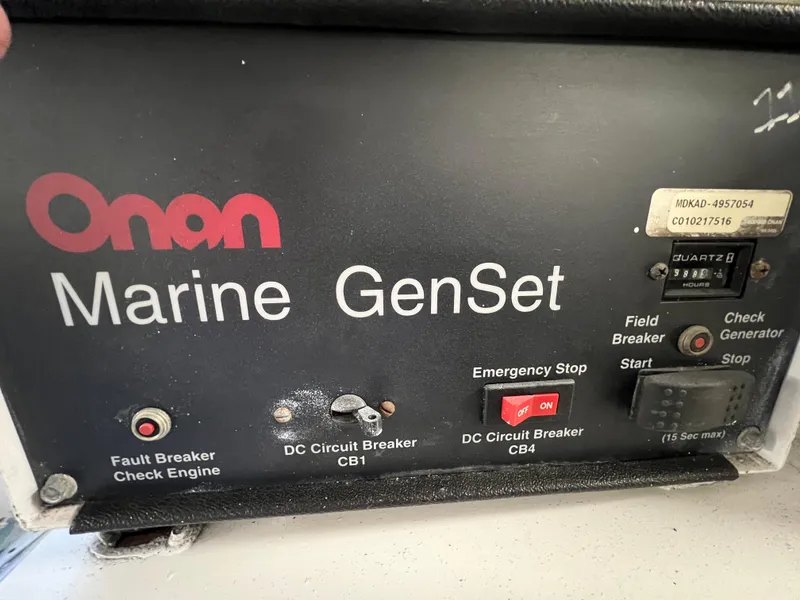 Onan
Marine GenSet
MDKAD-4957054
C010217516
QUARTZ
HOURS
Field Breaker
Check Generator
Start
Stop
(15 Sec max)
Emergency Stop
OFF
ON
DC Circuit Breaker
CB4
DC Circuit Breaker
CB1
Fault Breaker
Check Engine